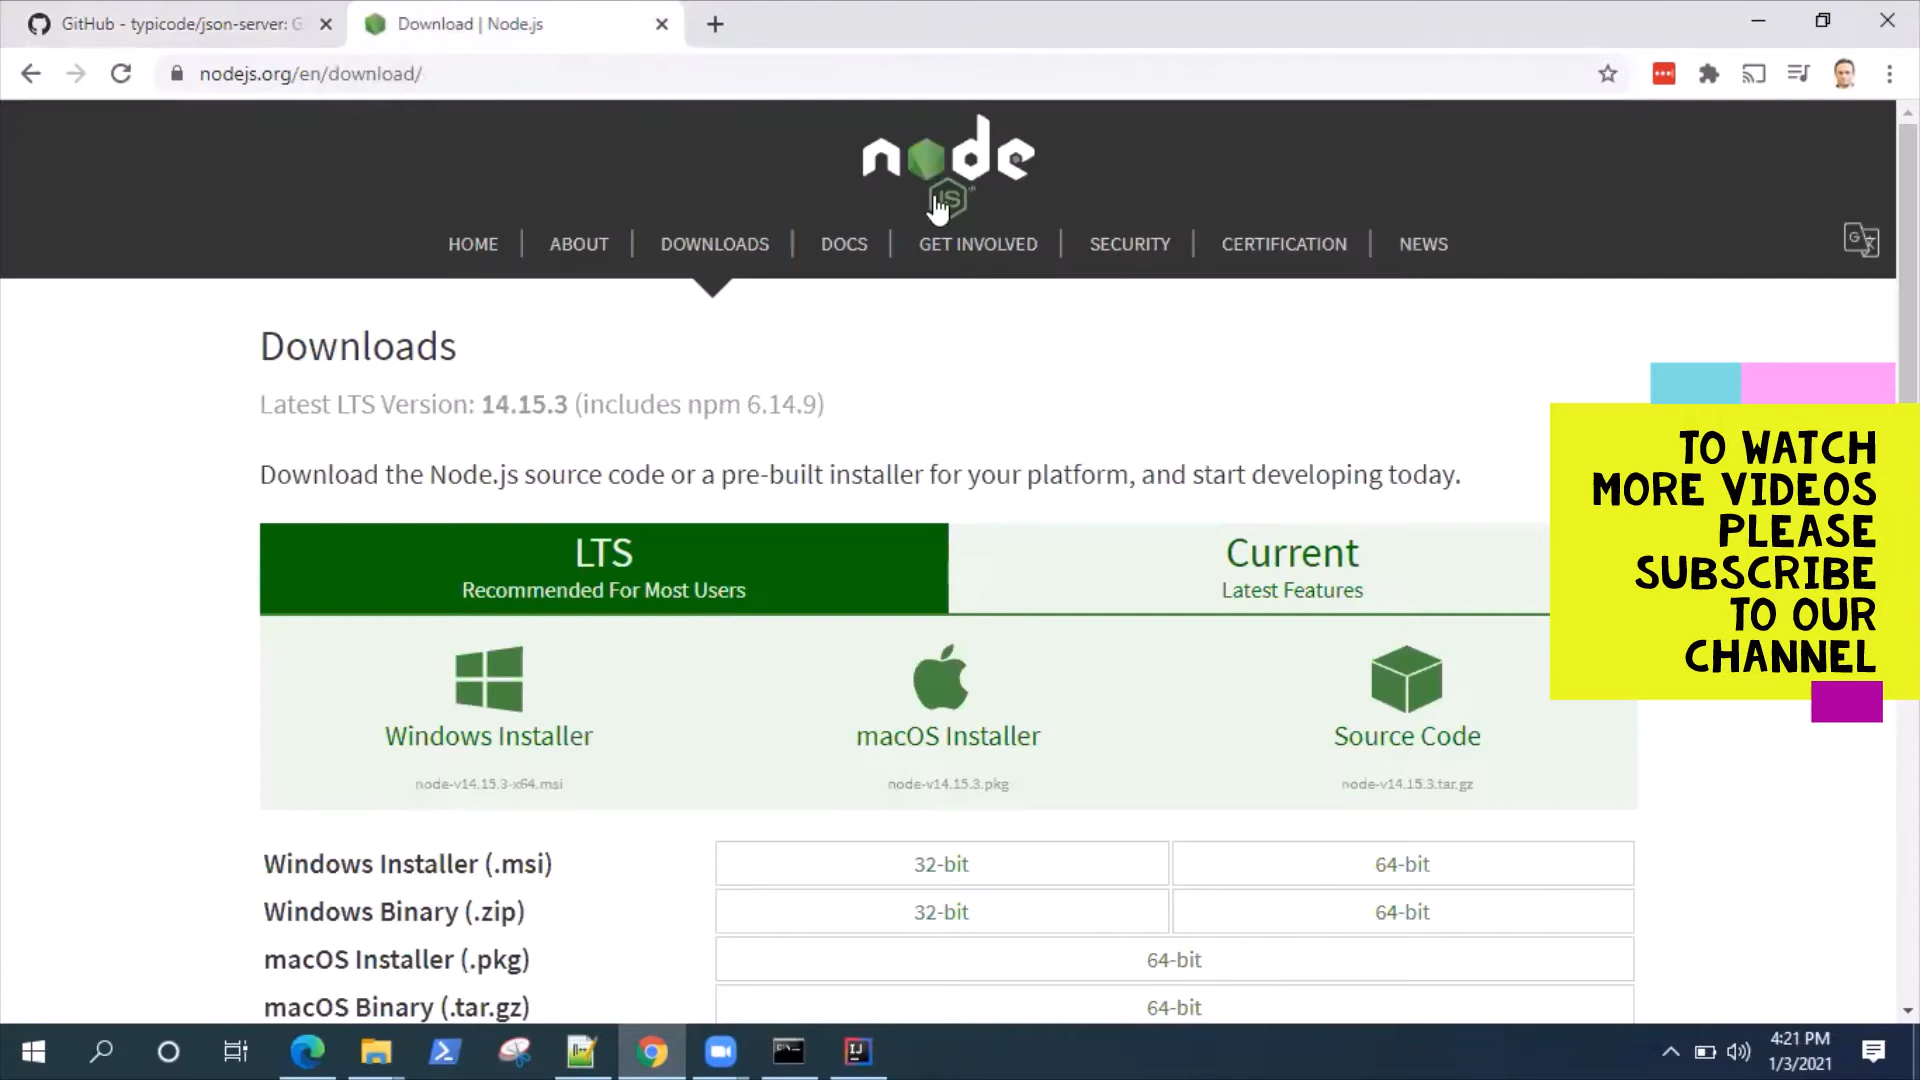 GitHub - typicode/json-server: G
Download | Node.js
nodejs.org/en/download/
node
JS
HOME
ABOUT
DOWNLOADS
DOCS
GET INVOLVED
SECURITY
CERTIFICATION
NEWS
Downloads
Latest LTS Version: 14.15.3 (includes npm 6.14.9)
Download the Node.js source code or a pre-built installer for your platform, and start developing today.
LTS
Recommended For Most Users
Current
Latest Features
TO WATCH
MORE VIDEOS
PLEASE
SUBSCRIBE
TO OUR
CHANNEL
Windows Installer
node-v14.15.3-x64.msi
macOS Installer
node-v14.15.3.pkg
Source Code
node-v14.15.3.tar.gz
Windows Installer (.msi)
32-bit
64-bit
Windows Binary (.zip)
32-bit
64-bit
macOS Installer (.pkg)
64-bit
macOS Binary (.tar.gz)
64-bit
IJ
4:21 PM
1/3/2021